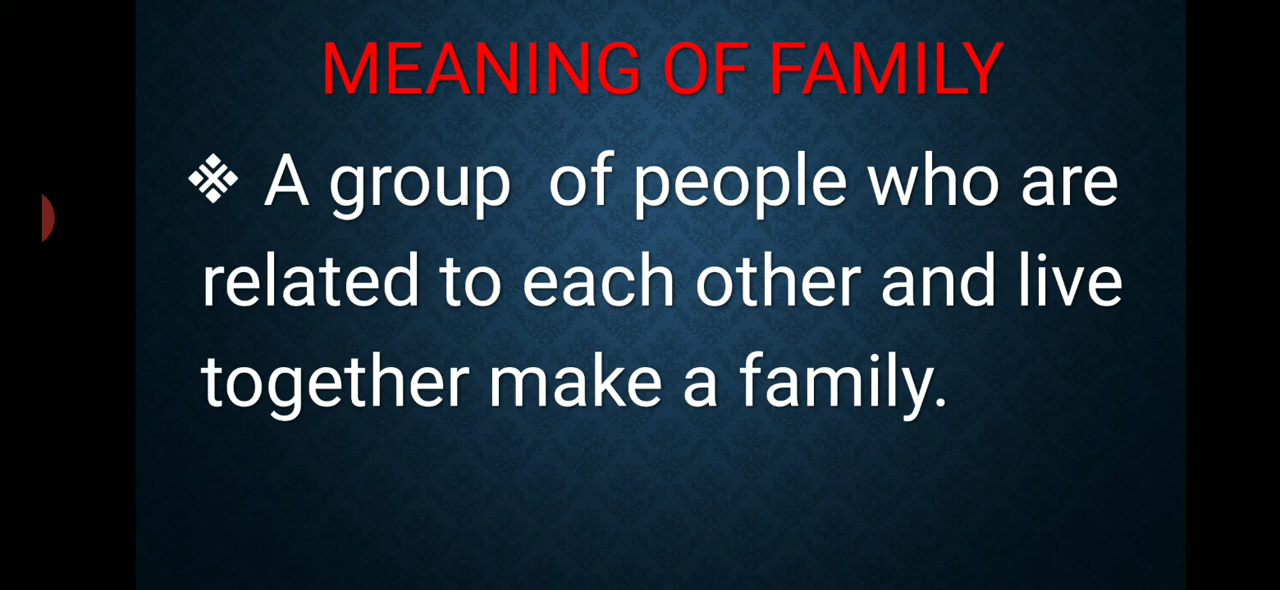 MEANING OF FAMILY
❖ A group  of people who are
related to each other and live
together make a family.